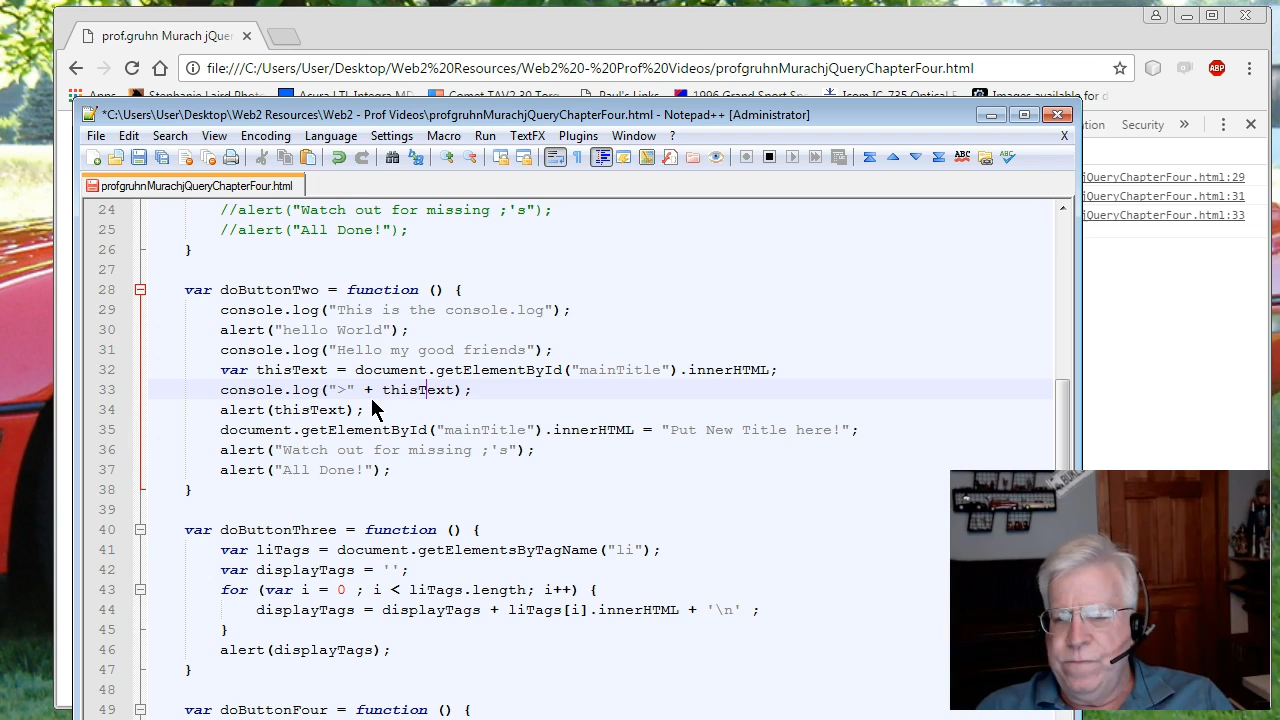 prof.gruhn Murach jQue
file:///C:/Users/User/Desktop/Web2%20Resources/Web2%20-%20Prof%20Videos/profgruhnMurachjQueryChapterFour.html
ABP
*C:\Users\User\Desktop\Web2 Resources\Web2 - Prof Videos\profgruhnMurachjQueryChapterFour.html - Notepad++ [Administrator]
File Edit Search View Encoding Language Settings Macro Run TextFX Plugins Window ? X
Security »
profgruhnMurachjQueryChapterFour.html
QueryChapterFour.html:29
QueryChapterFour.html:31
QueryChapterFour.html:33
24 //alert("Watch out for missing ;'s");
25 //alert("All Done!");
26 }
27
28 var doButtonTwo = function () {
29 console.log("This is the console.log");
30 alert("hello World");
31 console.log("Hello my good friends");
32 var thisText = document.getElementById("mainTitle").innerHTML;
33 console.log(">" + thisText);
34 alert(thisText);
35 document.getElementById("mainTitle").innerHTML = "Put New Title here!";
36 alert("Watch out for missing ;'s");
37 alert("All Done!");
38 }
39
40 var doButtonThree = function () {
41 var liTags = document.getElementsByTagName("li");
42 var displayTags = '';
43 for (var i = 0 ; i < liTags.length; i++) {
44 displayTags = displayTags + liTags[i].innerHTML + '\n' ;
45 }
46 alert(displayTags);
47 }
48
49 var doButtonFour = function () {